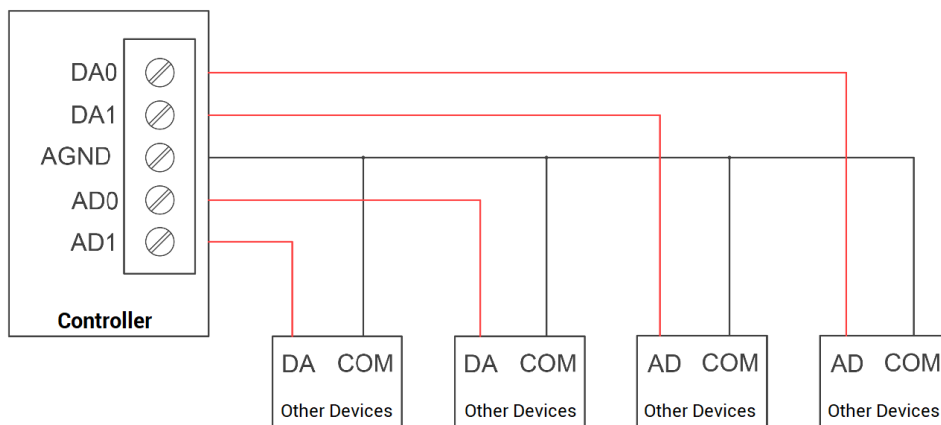 DA0
DA1
AGND
AD0
AD1
Controller
DA COM
Other Devices
DA COM
Other Devices
AD COM
Other Devices
AD COM
Other Devices